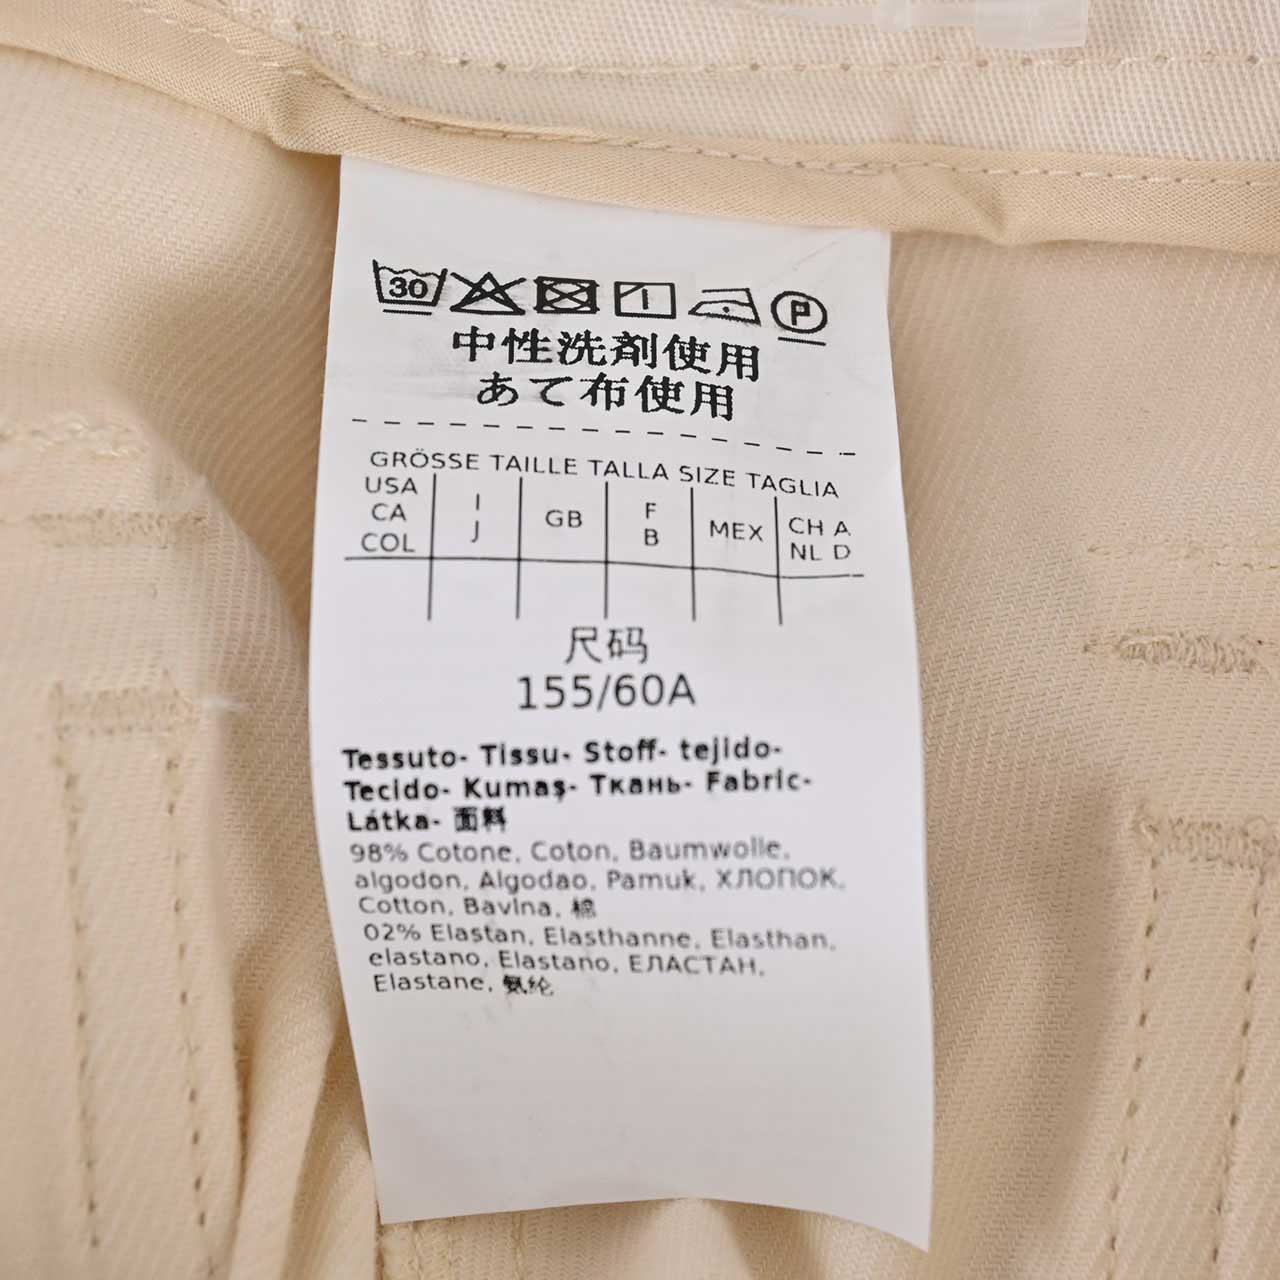 30 P
中性洗剤使用
あて布使用
GRÖSSE TAILLE TALLA SIZE TAGLIA
USA CA COL
I J
GB
F B
MEX
CH A NL D
尺码
155/60A
Tessuto- Tissu- Stoff- tejido-
Tecido- Kumaş- Ткань- Fabric-
Látka- 面料
98% Cotone, Coton, Baumwolle,
algodon, Algodao, Pamuk, ХЛОПОК,
Cotton, Bavlna, 棉
02% Elastan, Elasthanne, Elasthan,
elastano, Elastano, ЕЛАСТАН,
Elastane, 氨纶